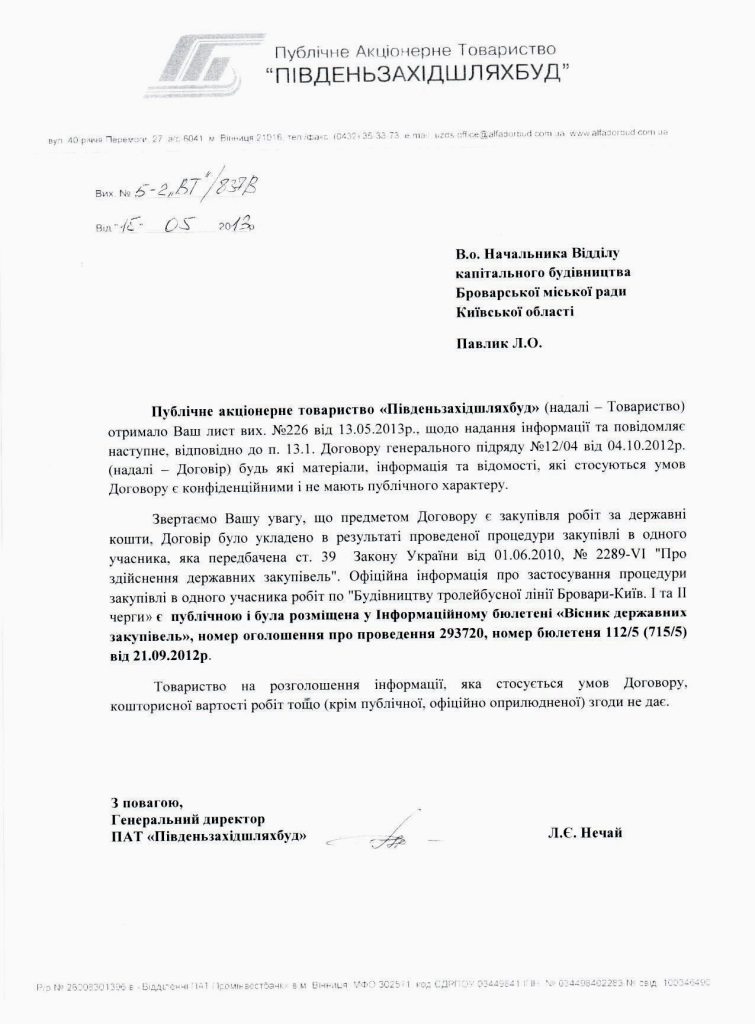 Публічне Акціонерне Товариство
"ПІВДЕНЬЗАХІДШЛЯХБУД"
вул. 40-річчя Перемоги, 27, а/с 6041, м. Вінниця 21016, тел./факс. (0432) 35-33-73, e.mail: uzds.office@alfadorbud.com.ua, www.alfadorbud.com.ua
Вих. № 5-2„ВТ"/837В
Від "15" 05 2013
В.о. Начальника Відділу
капітального будівництва
Броварської міської ради
Київської області
Павлик Л.О.
Публічне акціонерне товариство «Південьзахідшляхбуд» (надалі – Товариство)
отримало Ваш лист вих. №226 від 13.05.2013р., щодо надання інформації та повідомляє
наступне, відповідно до п. 13.1. Договору генерального підряду №12/04 від 04.10.2012р.
(надалі – Договір) будь які матеріали, інформація та відомості, які стосуються умов
Договору є конфіденційними і не мають публічного характеру.
Звертаємо Вашу увагу, що предметом Договору є закупівля робіт за державні
кошти, Договір було укладено в результаті проведеної процедури закупівлі в одного
учасника, яка передбачена ст. 39 Закону України від 01.06.2010, № 2289-VI "Про
здійснення державних закупівель". Офіційна інформація про застосування процедури
закупівлі в одного учасника робіт по "Будівництву тролейбусної лінії Бровари-Київ. І та ІІ
черги» є публічною і була розміщена у Інформаційному бюлетені «Вісник державних
закупівель», номер оголошення про проведення 293720, номер бюлетеня 112/5 (715/5)
від 21.09.2012р.
Товариство на розголошення інформації, яка стосується умов Договору,
кошторисної вартості робіт тощо (крім публічної, офіційно оприлюдненої) згоди не дає.
З повагою,
Генеральний директор
ПАТ «Південьзахідшляхбуд»
Л.Є. Нечай
Р/р № 26008301396 в Відділенні ПАТ Промінвестбанк в м. Вінниця, МФО 302571, код ЄДРПОУ 03449841 ІПН № 034498402283 № свід. 100346490